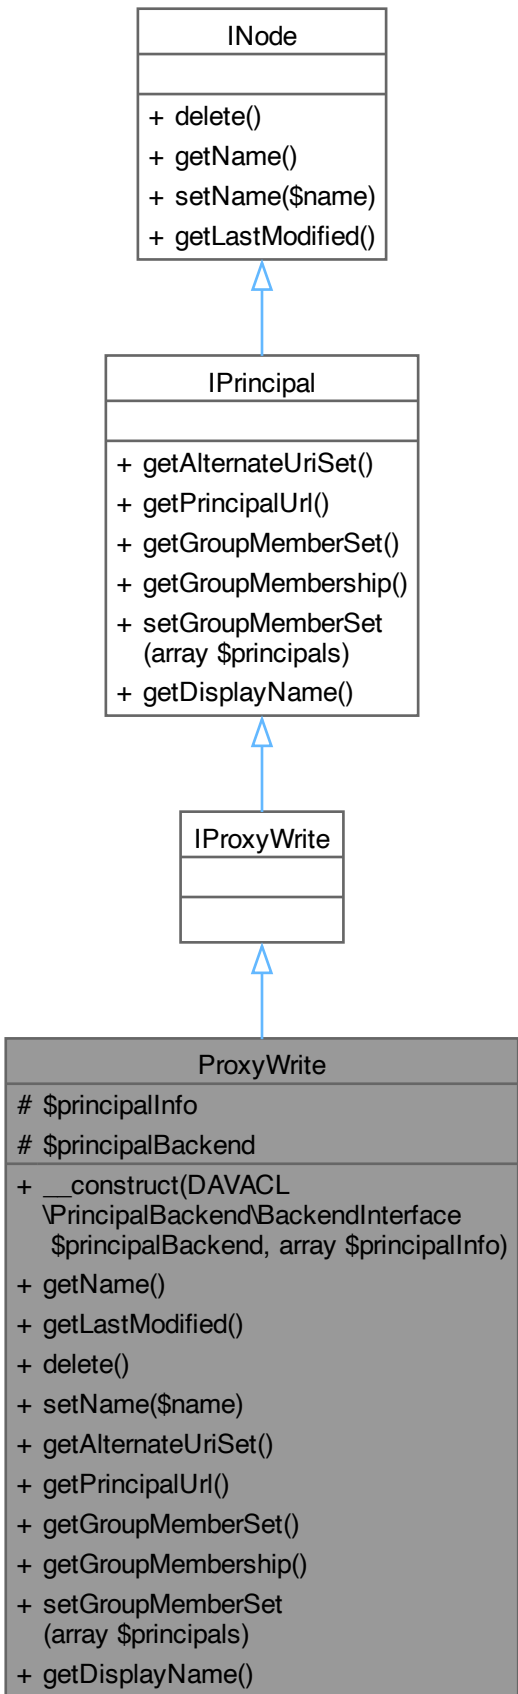 INode
+ delete()
+ getName()
+ setName($name)
+ getLastModified()
IPrincipal
+ getAlternateUriSet()
+ getPrincipalUrl()
+ getGroupMemberSet()
+ getGroupMembership()
+ setGroupMemberSet
(array $principals)
+ getDisplayName()
IProxyWrite
ProxyWrite
# $principalInfo
# $principalBackend
+ __construct(DAVACL
\PrincipalBackend\BackendInterface
$principalBackend, array $principalInfo)
+ getName()
+ getLastModified()
+ delete()
+ setName($name)
+ getAlternateUriSet()
+ getPrincipalUrl()
+ getGroupMemberSet()
+ getGroupMembership()
+ setGroupMemberSet
(array $principals)
+ getDisplayName()